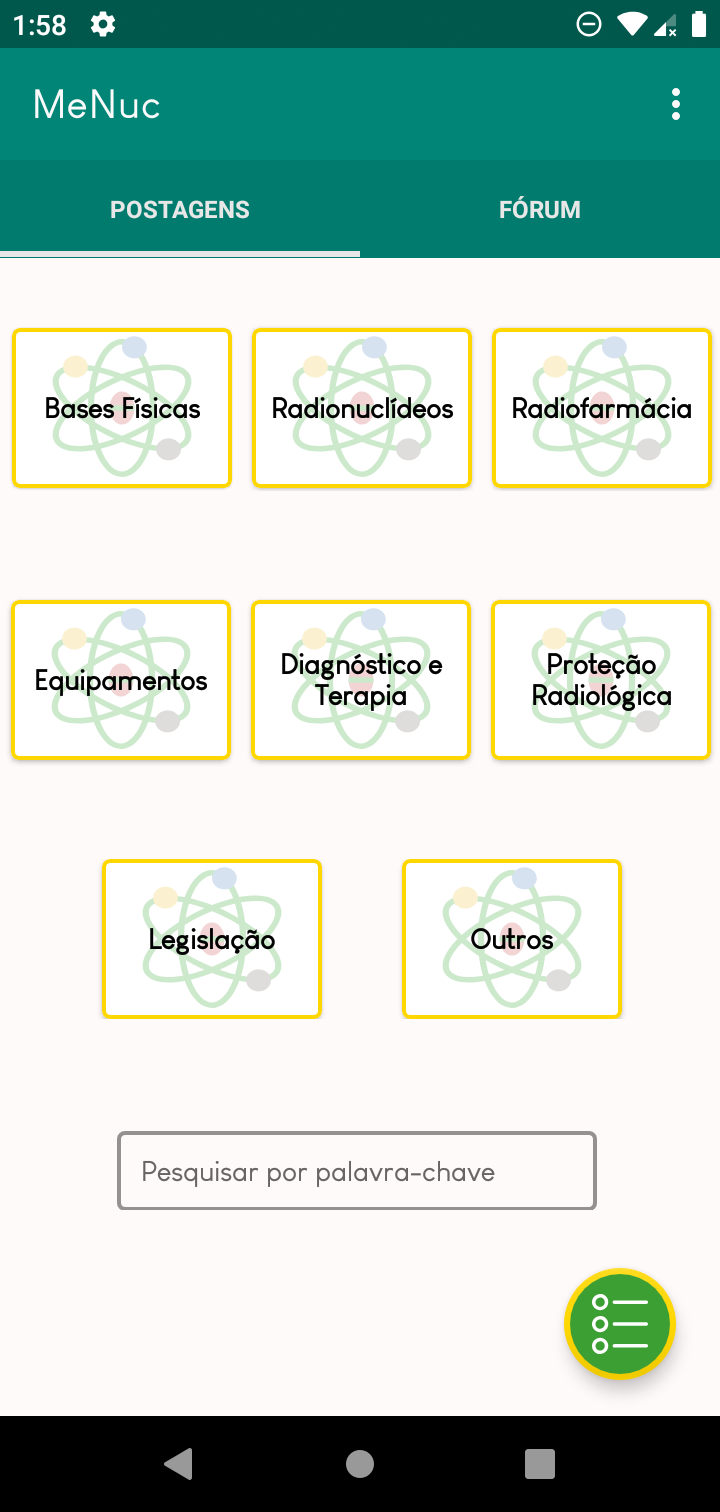 1:58
MeNuc
POSTAGENS
FÓRUM
Bases Físicas
Radionuclídeos
Radiofarmácia
Equipamentos
Diagnóstico e
Terapia
Proteção
Radiológica
Legislação
Outros
Pesquisar por palavra-chave